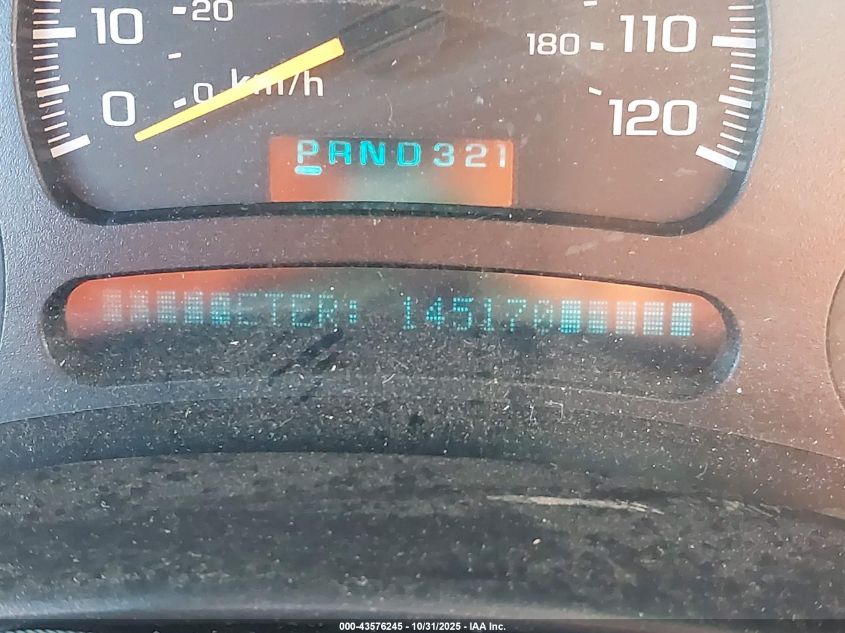 10 20 180 110
0 0 km/h 120
PRND321
ETER: 145170
000-43576245 - 10/31/2025 - IAA Inc.